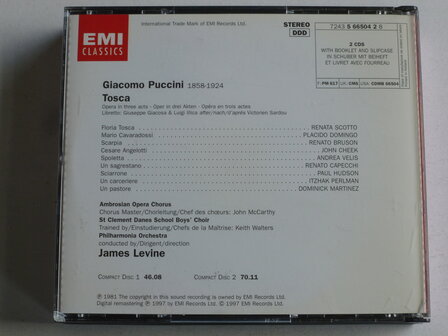 International Trade Mark of EMI Records Ltd.
STEREO
DDD
7243 5 66504 2 8
2 CDS
WITH BOOKLET AND SLIPCASE
IN SCHUBER MIT BEIHEFT
ET LIVRET AVEC FOURREAU
F: PM 617 UK: CMS USA: CDMB 66504
EMI
CLASSICS
Giacomo Puccini 1858-1924
Tosca
Opera in three acts · Oper in drei Akten · Opéra en trois actes
Libretto: Giuseppe Giacosa & Luigi Illica after/nach/d'après Victorien Sardou
Floria Tosca RENATA SCOTTO
Mario Cavaradossi PLACIDO DOMINGO
Scarpia RENATO BRUSON
Cesare Angelotti JOHN CHEEK
Spoletta ANDREA VELIS
Un sagrestano RENATO CAPECCHI
Sciarrone PAUL HUDSON
Un carceriere ITZHAK PERLMAN
Un pastore DOMINICK MARTINEZ
Ambrosian Opera Chorus
Chorus Master/Chorleitung/Chef des chœurs: John McCarthy
St Clement Danes School Boys' Choir
Trained by/Einstudierung/Chefs de la Maîtrise: Keith Walters
Philharmonia Orchestra
conducted by/Dirigent/direction
James Levine
COMPACT DISC 1 46.08 COMPACT DISC 2 70.11
℗ 1981 The copyright in this sound recording is owned by EMI Records Ltd.
Digital remastering ℗ 1997 by EMI Records Ltd. © 1997 EMI Records Ltd.